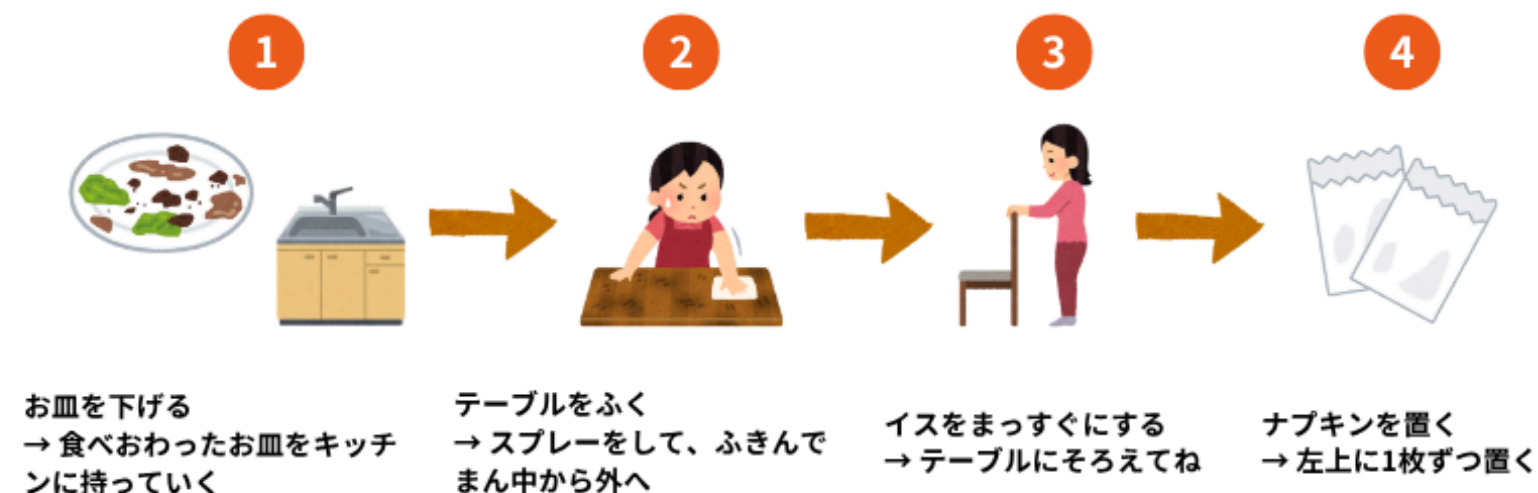 1
お皿を下げる
→ 食べおわったお皿をキッチ
ンに持っていく
2
テーブルをふく
→ スプレーをして、ふきんで
まん中から外へ
3
イスをまっすぐにする
→ テーブルにそろえてね
4
ナプキンを置く
→ 左上に1枚ずつ置く